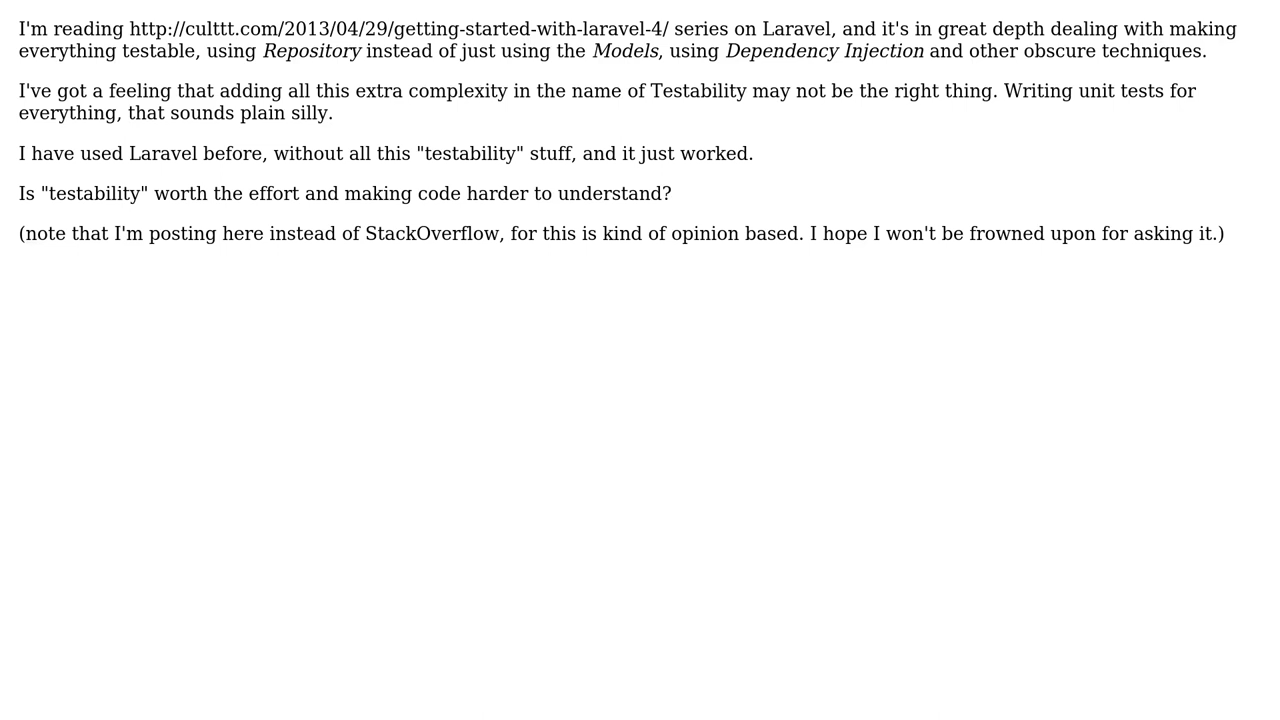 I'm reading http://culttt.com/2013/04/29/getting-started-with-laravel-4/ series on Laravel, and it's in great depth dealing with making
everything testable, using Repository instead of just using the Models, using Dependency Injection and other obscure techniques.
I've got a feeling that adding all this extra complexity in the name of Testability may not be the right thing. Writing unit tests for
everything, that sounds plain silly.
I have used Laravel before, without all this "testability" stuff, and it just worked.
Is "testability" worth the effort and making code harder to understand?
(note that I'm posting here instead of StackOverflow, for this is kind of opinion based. I hope I won't be frowned upon for asking it.)